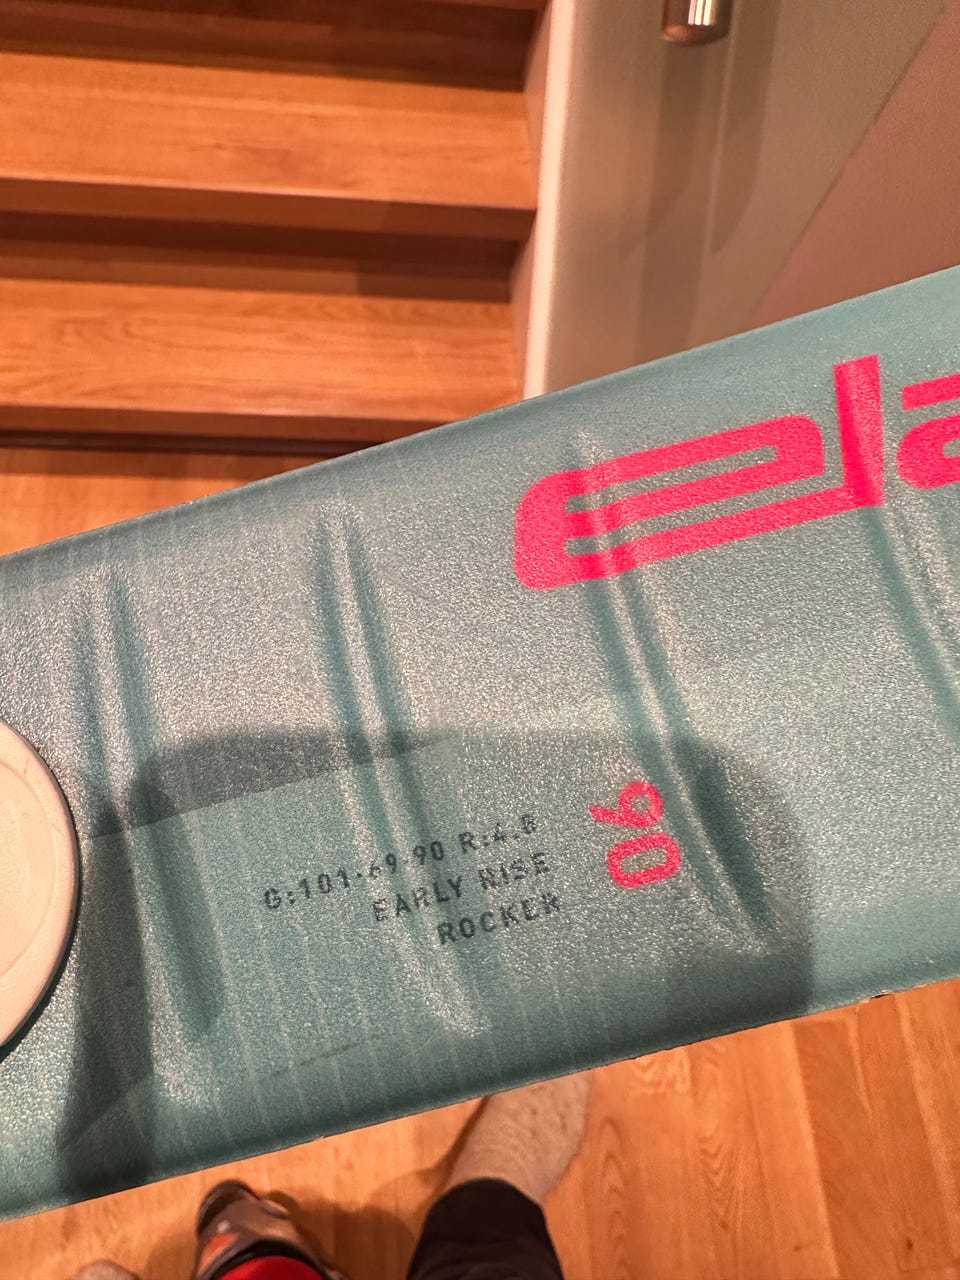 ela
90
G:101-69-90 R:4.8
EARLY RISE
ROCKER